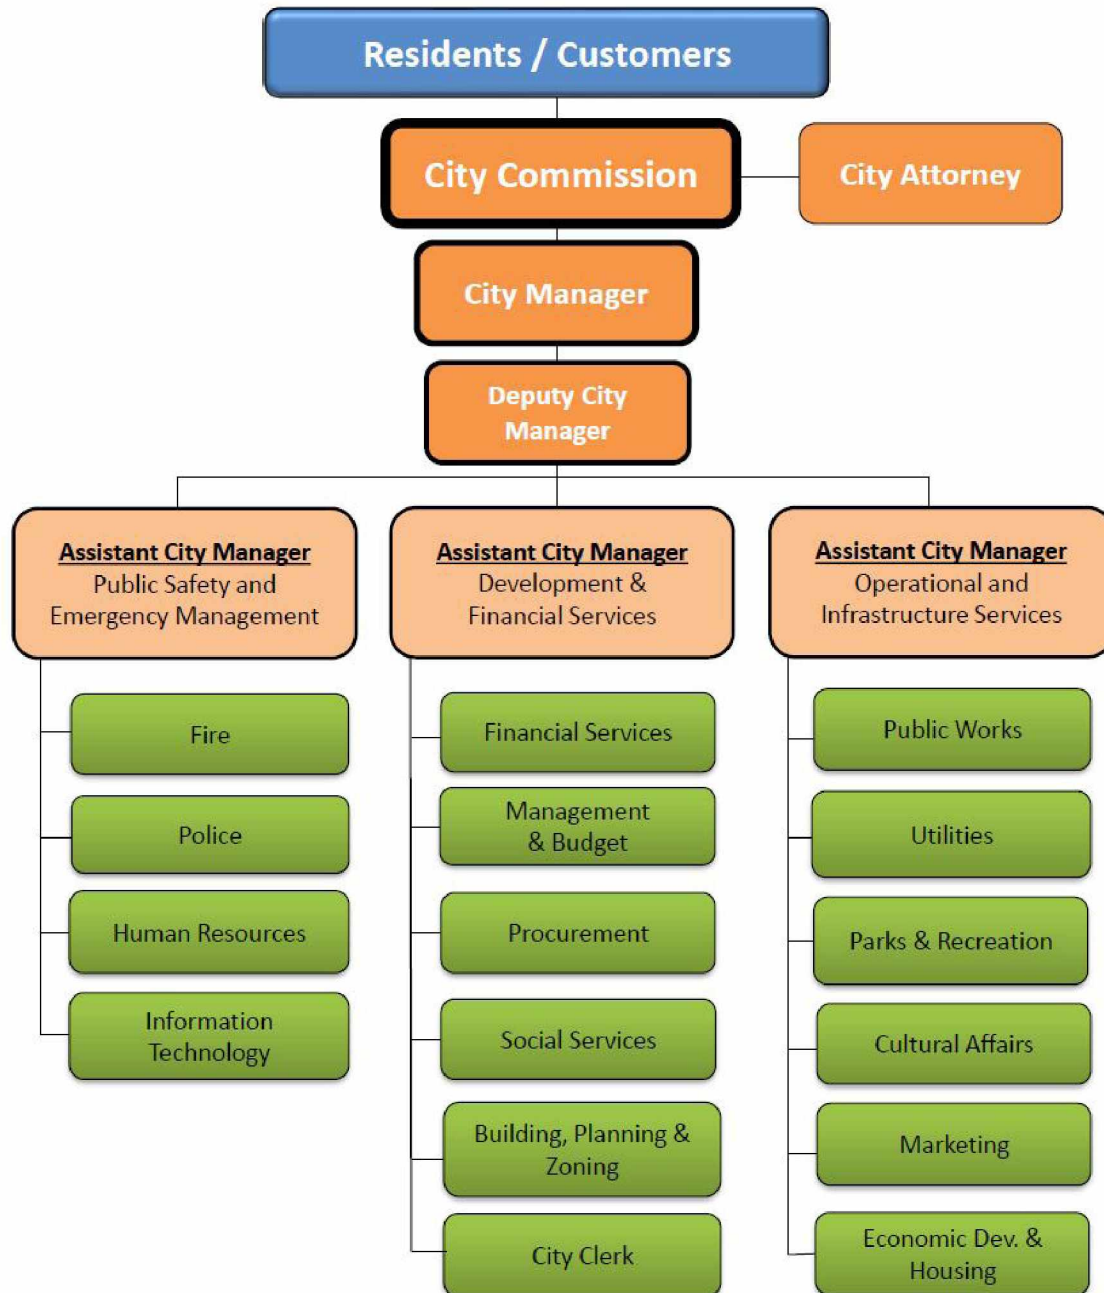 Residents / Customers
City Commission
City Attorney
City Manager
Deputy City
Manager
Assistant City Manager
Public Safety and
Emergency Management
Fire
Police
Human Resources
Information
Technology
Assistant City Manager
Development &
Financial Services
Financial Services
Management
& Budget
Procurement
Social Services
Building, Planning &
Zoning
City Clerk
Assistant City Manager
Operational and
Infrastructure Services
Public Works
Utilities
Parks & Recreation
Cultural Affairs
Marketing
Economic Dev. &
Housing